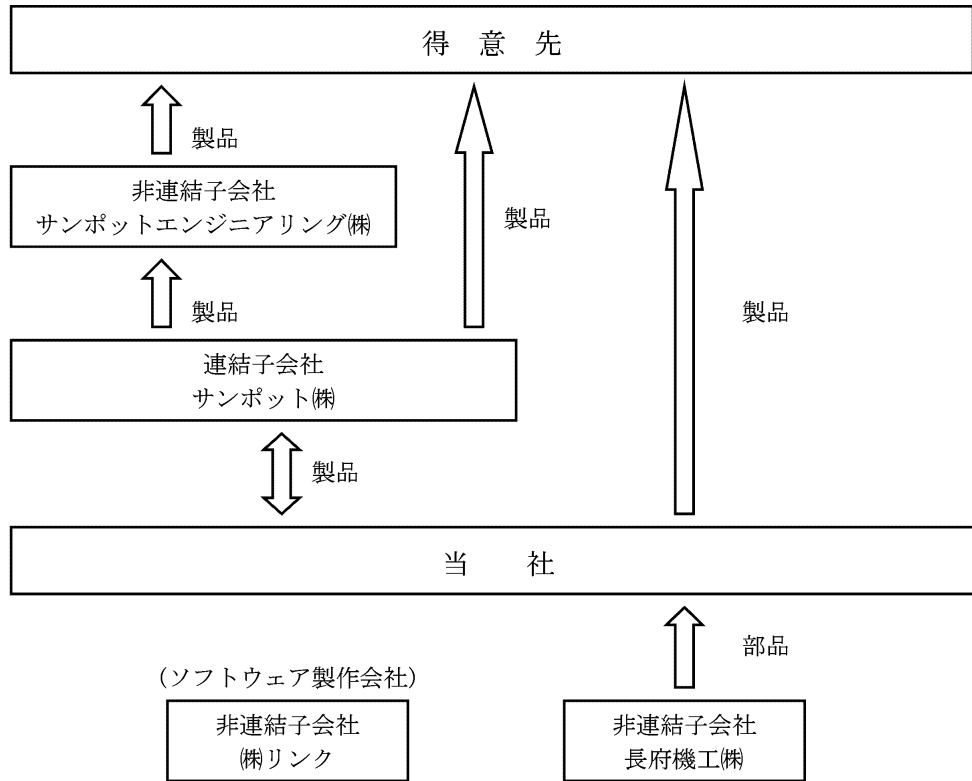 得　意　先
製品
非連結子会社
サンポットエンジニアリング㈱
製品
製品
製品
連結子会社
サンポット㈱
製品
当　　社
部品
（ソフトウェア製作会社）
非連結子会社
㈱リンク
非連結子会社
長府機工㈱